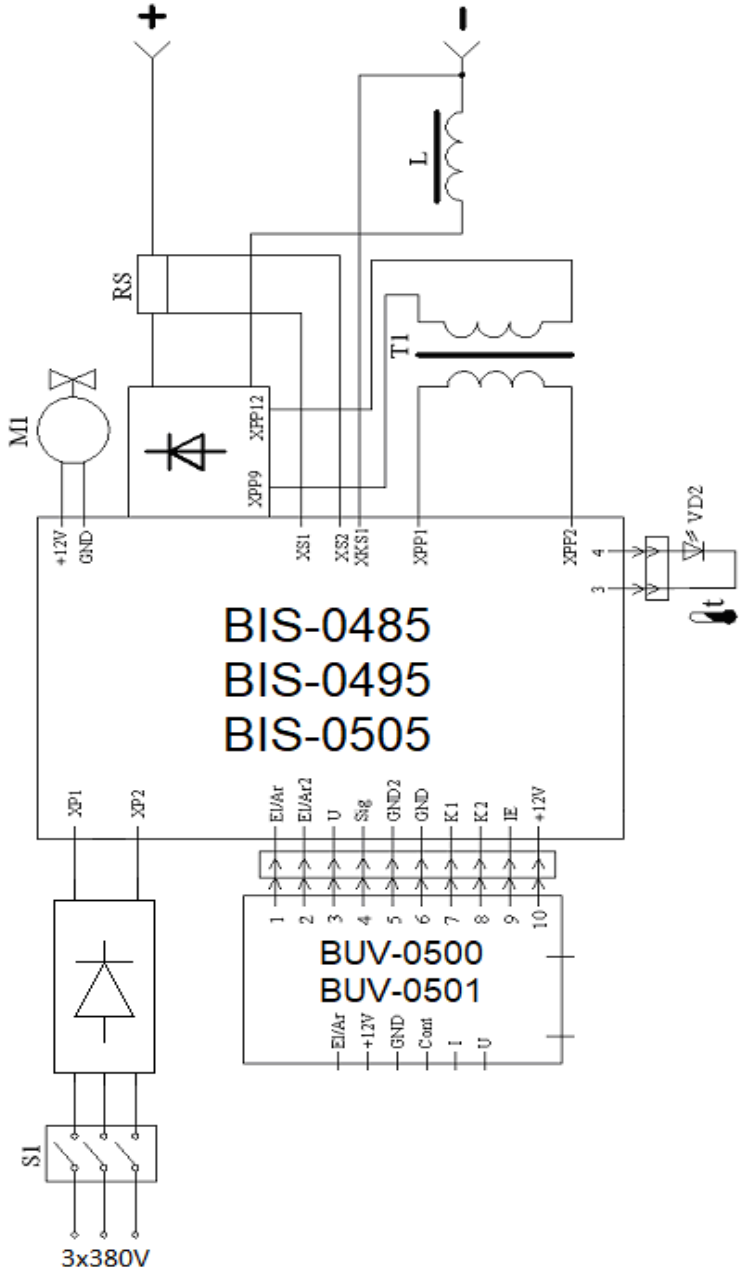 +
-
L
RS
T1
M1
XPP12
XPP9
+12V
GND
XS1
XS2
XKS1
XPP1
XPP2
4
3
VD2
t
BIS-0485
BIS-0495
BIS-0505
XP1
XP2
El/Ar
El/Ar2
U
Sig
GND2
GND
K1
K2
IE
+12V
1
2
3
4
5
6
7
8
9
10
BUV-0500
BUV-0501
El/Ar
+12V
GND
Cont
I
U
S1
3x380V